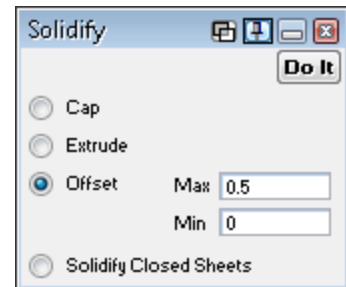 Solidify
Do It
Cap
Extrude
Offset Max 0.5
Min 0
Solidify Closed Sheets